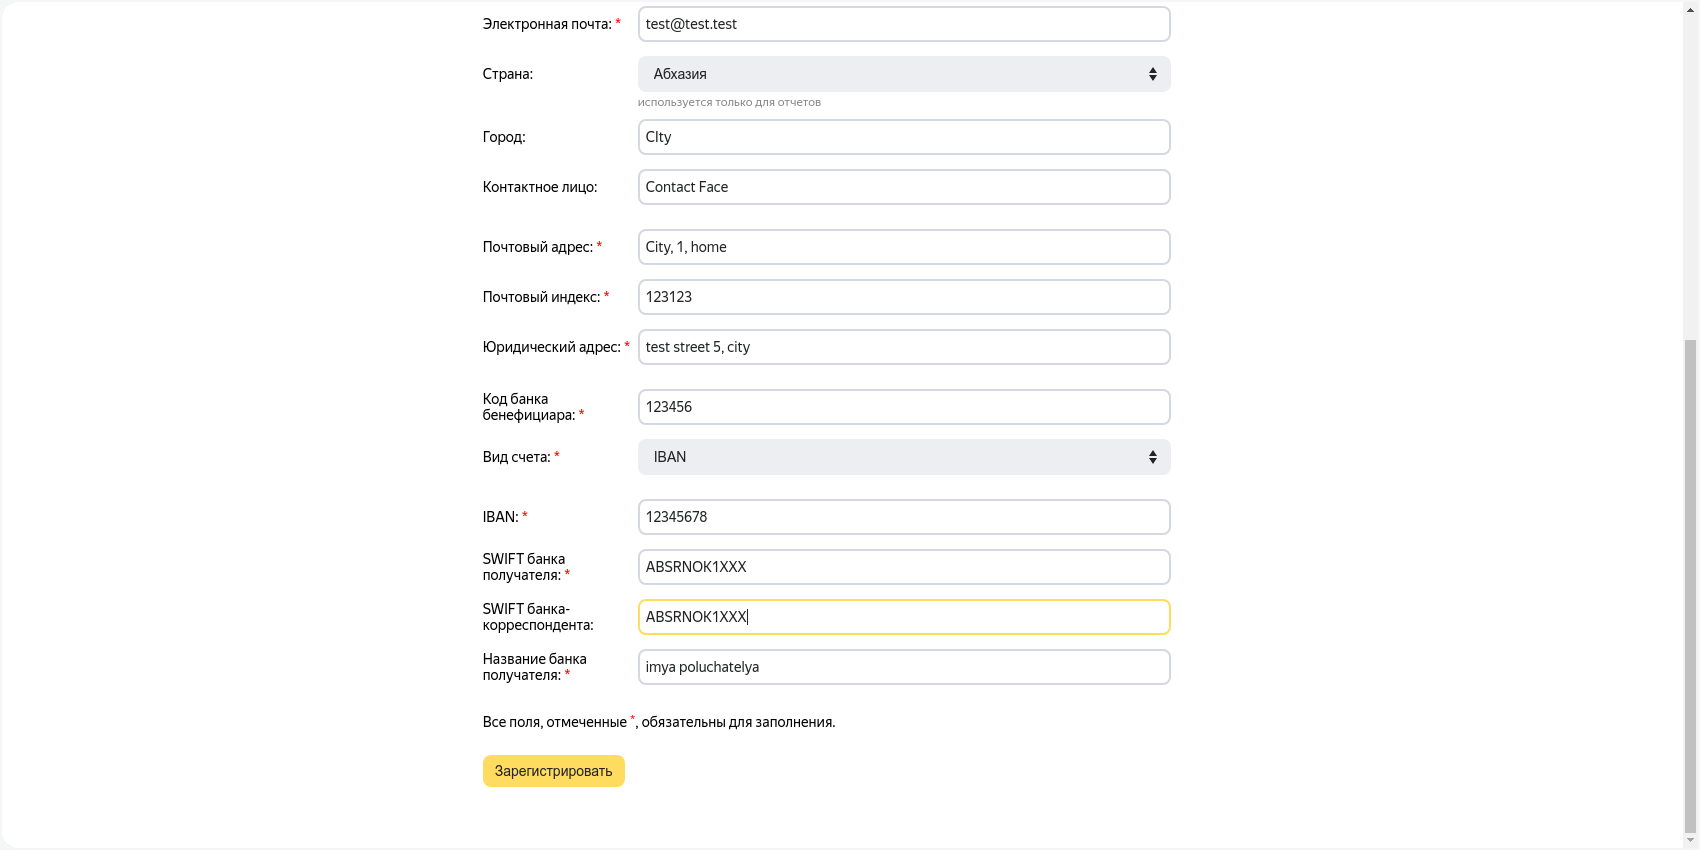 Электронная почта: * test@test.test
Страна: Абхазия
используется только для отчетов
Город: CIty
Контактное лицо: Contact Face
Почтовый адрес: * City, 1, home
Почтовый индекс: * 123123
Юридический адрес: * test street 5, city
Код банка
бенефициара: * 123456
Вид счета: * IBAN
IBAN: * 12345678
SWIFT банка
получателя: * ABSRNOK1XXX
SWIFT банка-
корреспондента: ABSRNOK1XXX
Название банка
получателя: * imya poluchatelya
Все поля, отмеченные *, обязательны для заполнения.
Зарегистрировать